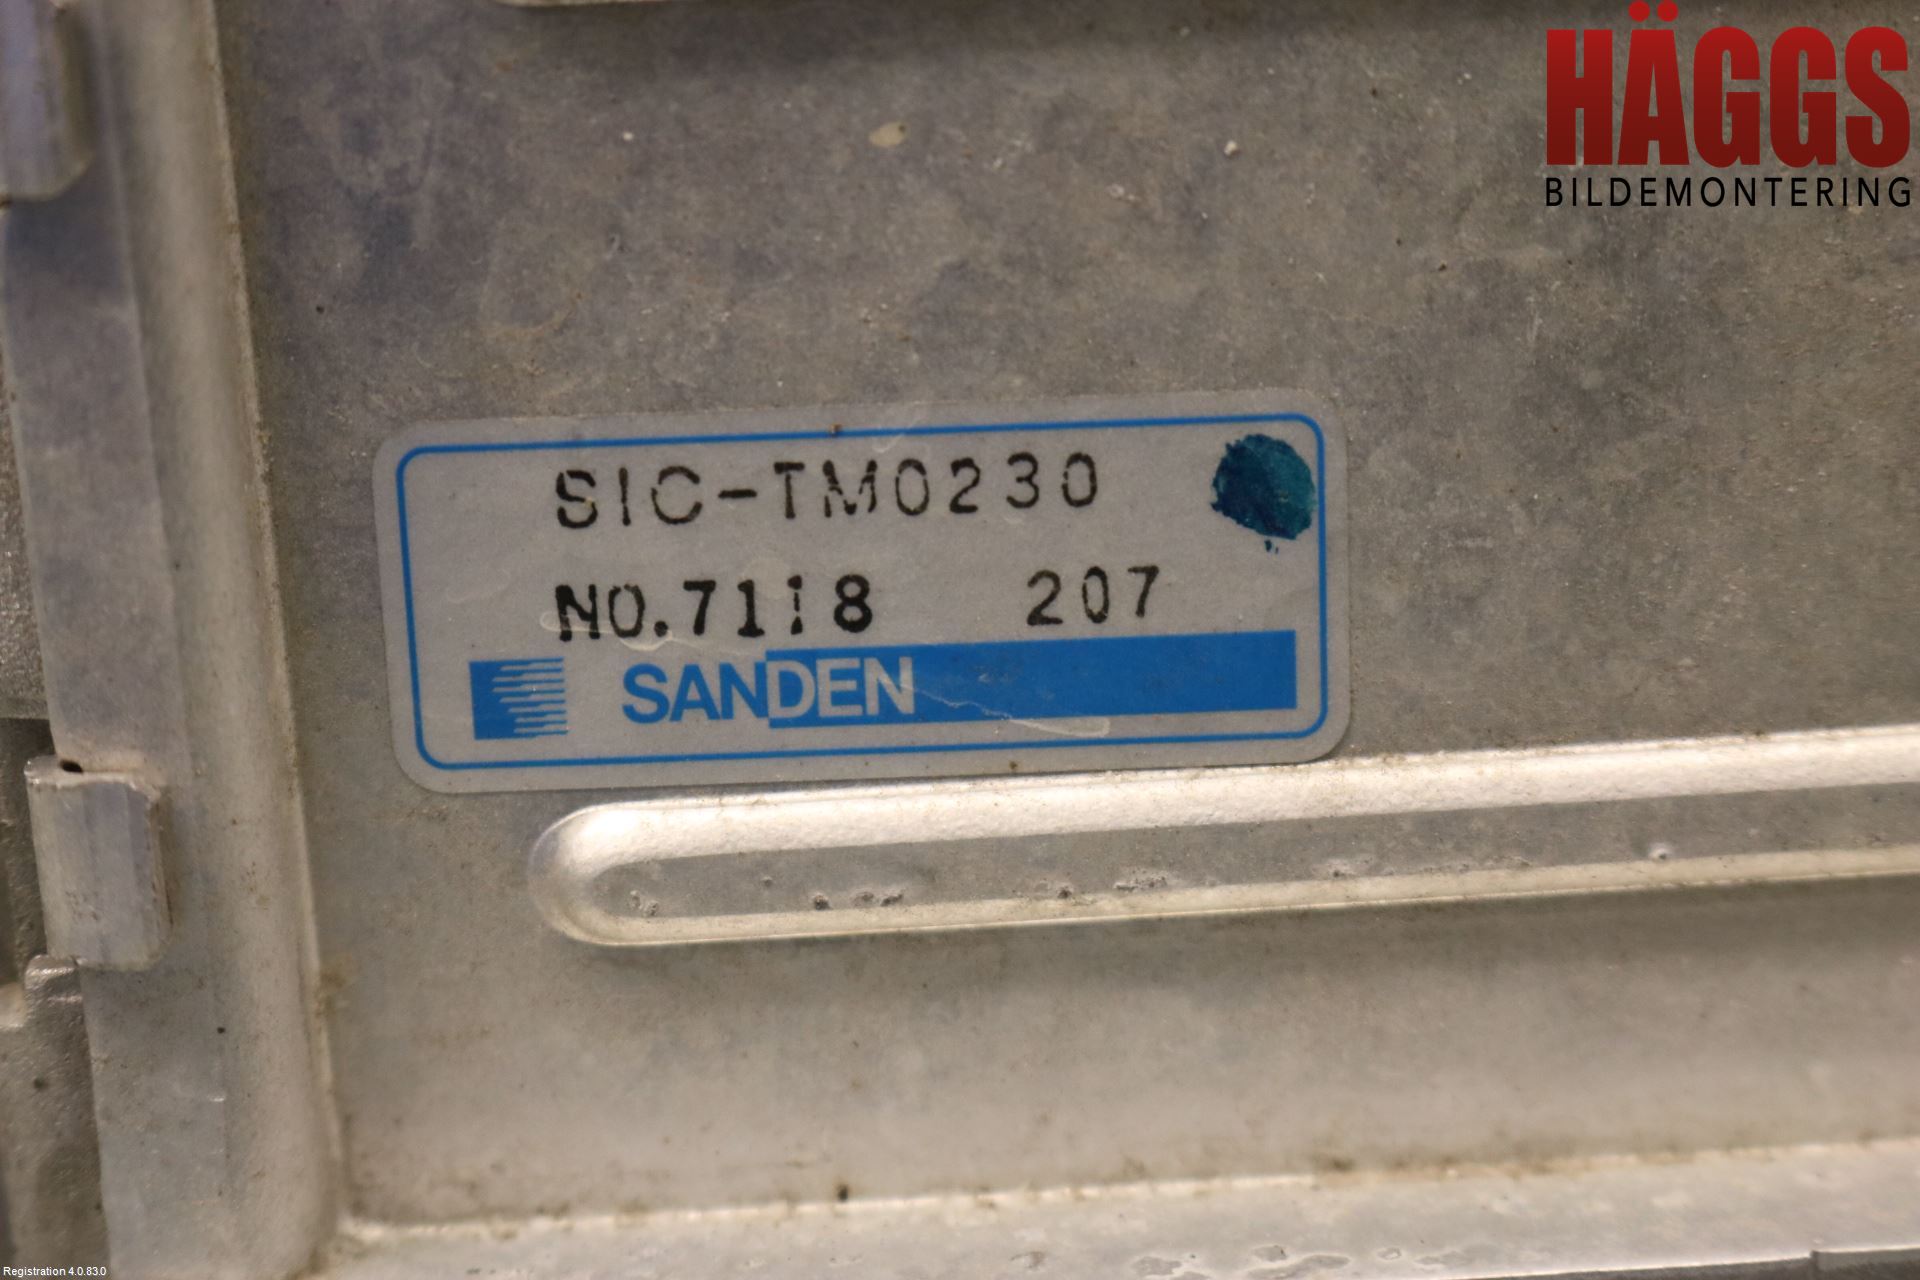 HÄGGS
BILDEMONTERING
SIC-TM0230
NO.7118 207
SANDEN
Registration 4.0.83.0